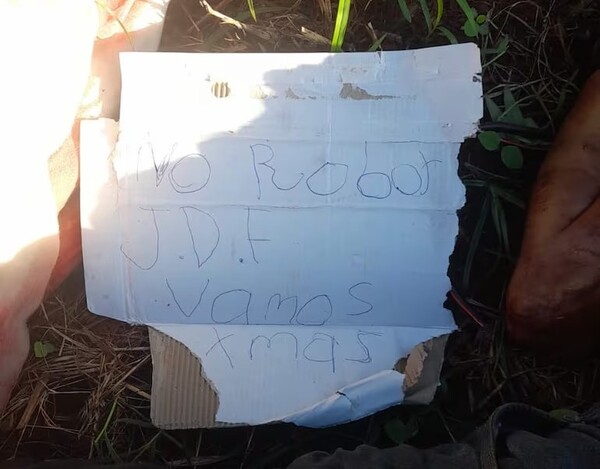 No Robar
J.D.F
Vamos
xmas